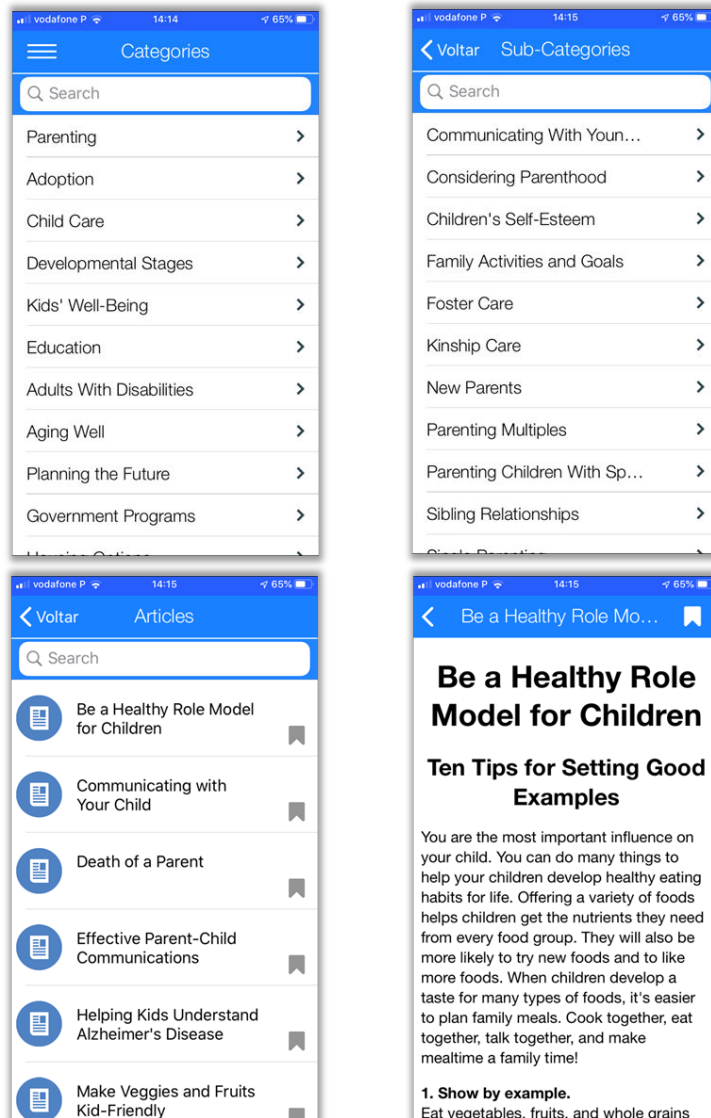 vodafone P 14:14 65%
Categories
Search
Parenting
Adoption
Child Care
Developmental Stages
Kids' Well-Being
Education
Adults With Disabilities
Aging Well
Planning the Future
Government Programs
vodafone P 14:15 65%
Voltar Sub-Categories
Search
Communicating With Youn…
Considering Parenthood
Children's Self-Esteem
Family Activities and Goals
Foster Care
Kinship Care
New Parents
Parenting Multiples
Parenting Children With Sp…
Sibling Relationships
vodafone P 14:15 65%
Voltar Articles
Search
Be a Healthy Role Model
for Children
Communicating with
Your Child
Death of a Parent
Effective Parent-Child
Communications
Helping Kids Understand
Alzheimer's Disease
Make Veggies and Fruits
Kid-Friendly
vodafone P 14:15 65%
Be a Healthy Role Mo…
Be a Healthy Role
Model for Children
Ten Tips for Setting Good
Examples
You are the most important influence on
your child. You can do many things to
help your children develop healthy eating
habits for life. Offering a variety of foods
helps children get the nutrients they need
from every food group. They will also be
more likely to try new foods and to like
more foods. When children develop a
taste for many types of foods, it's easier
to plan family meals. Cook together, eat
together, talk together, and make
mealtime a family time!
1. Show by example.
Eat vegetables, fruits, and whole grains